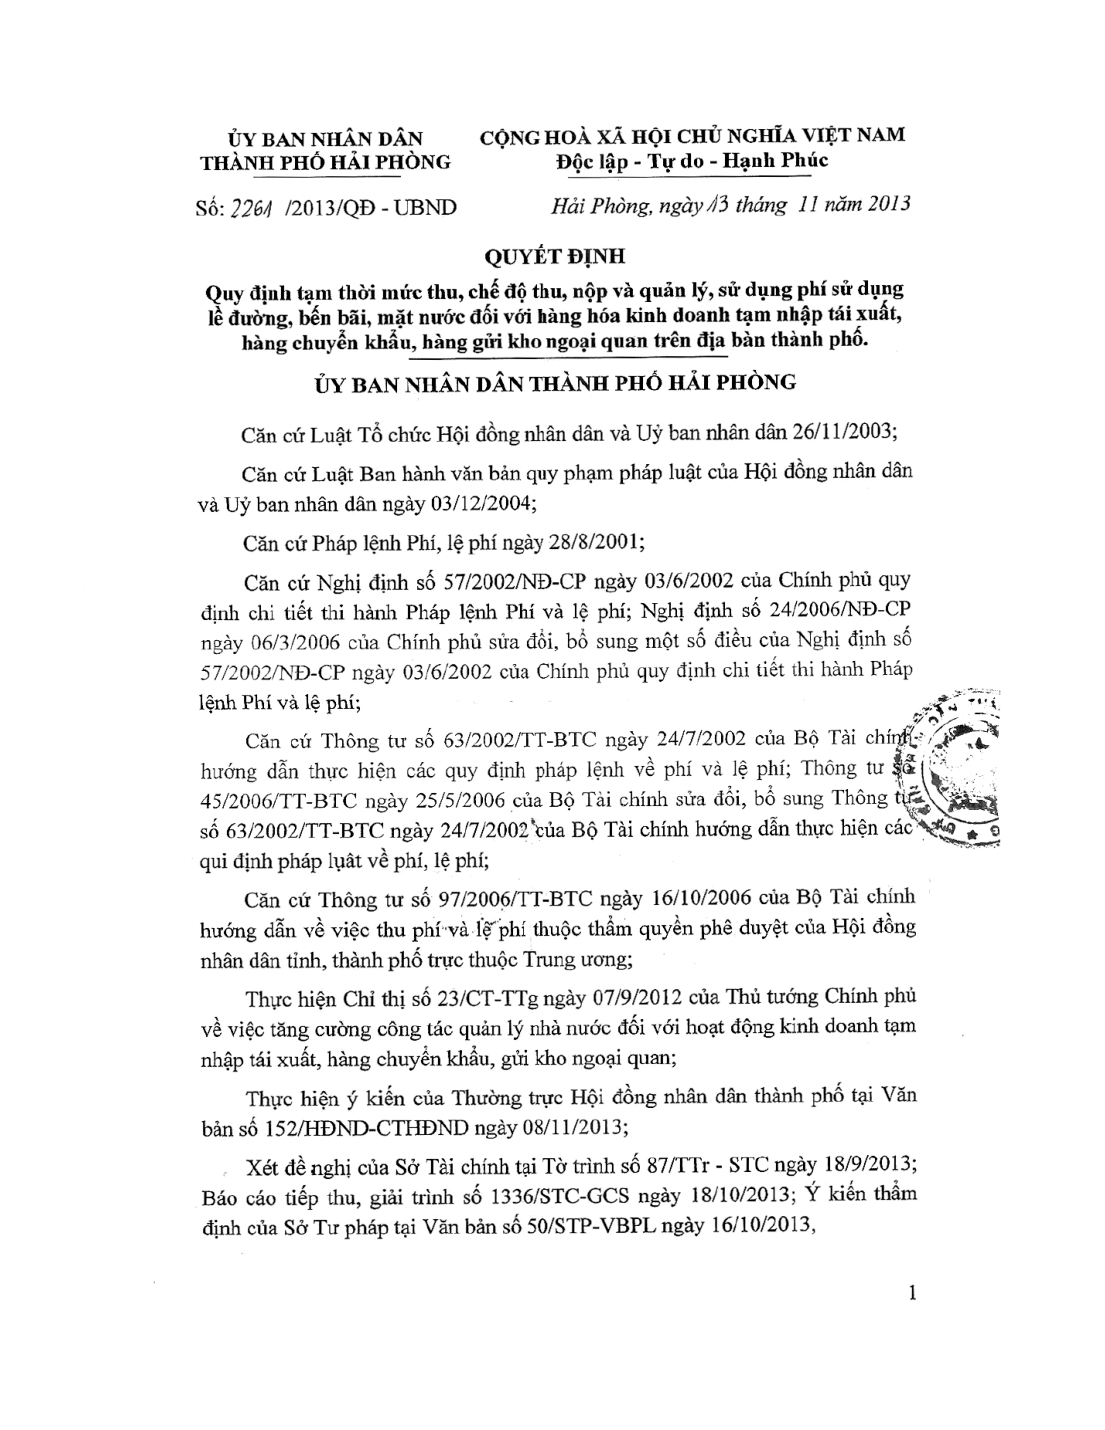 ỦY BAN NHÂN DÂN
THÀNH PHỐ HẢI PHÒNG
CỘNG HOÀ XÃ HỘI CHỦ NGHĨA VIỆT NAM
Độc lập - Tự do - Hạnh Phúc
Số: 2261 /2013/QĐ - UBND
Hải Phòng, ngày 13 tháng 11 năm 2013
QUYẾT ĐỊNH
Quy định tạm thời mức thu, chế độ thu, nộp và quản lý, sử dụng phí sử dụng
lề đường, bến bãi, mặt nước đối với hàng hóa kinh doanh tạm nhập tái xuất,
hàng chuyển khẩu, hàng gửi kho ngoại quan trên địa bàn thành phố.
ỦY BAN NHÂN DÂN THÀNH PHỐ HẢI PHÒNG
Căn cứ Luật Tổ chức Hội đồng nhân dân và Uỷ ban nhân dân 26/11/2003;
Căn cứ Luật Ban hành văn bản quy phạm pháp luật của Hội đồng nhân dân
và Uỷ ban nhân dân ngày 03/12/2004;
Căn cứ Pháp lệnh Phí, lệ phí ngày 28/8/2001;
Căn cứ Nghị định số 57/2002/NĐ-CP ngày 03/6/2002 của Chính phủ quy
định chi tiết thi hành Pháp lệnh Phí và lệ phí; Nghị định số 24/2006/NĐ-CP
ngày 06/3/2006 của Chính phủ sửa đổi, bổ sung một số điều của Nghị định số
57/2002/NĐ-CP ngày 03/6/2002 của Chính phủ quy định chi tiết thi hành Pháp
lệnh Phí và lệ phí;
Căn cứ Thông tư số 63/2002/TT-BTC ngày 24/7/2002 của Bộ Tài chính
hướng dẫn thực hiện các quy định pháp lệnh về phí và lệ phí; Thông tư số
45/2006/TT-BTC ngày 25/5/2006 của Bộ Tài chính sửa đổi, bổ sung Thông tư
số 63/2002/TT-BTC ngày 24/7/2002 của Bộ Tài chính hướng dẫn thực hiện các
qui định pháp luật về phí, lệ phí;
Căn cứ Thông tư số 97/2006/TT-BTC ngày 16/10/2006 của Bộ Tài chính
hướng dẫn về việc thu phí và lệ phí thuộc thẩm quyền phê duyệt của Hội đồng
nhân dân tỉnh, thành phố trực thuộc Trung ương;
Thực hiện Chỉ thị số 23/CT-TTg ngày 07/9/2012 của Thủ tướng Chính phủ
về việc tăng cường công tác quản lý nhà nước đối với hoạt động kinh doanh tạm
nhập tái xuất, hàng chuyển khẩu, gửi kho ngoại quan;
Thực hiện ý kiến của Thường trực Hội đồng nhân dân thành phố tại Văn
bản số 152/HĐND-CTHĐND ngày 08/11/2013;
Xét đề nghị của Sở Tài chính tại Tờ trình số 87/TTr - STC ngày 18/9/2013;
Báo cáo tiếp thu, giải trình số 1336/STC-GCS ngày 18/10/2013; Ý kiến thẩm
định của Sở Tư pháp tại Văn bản số 50/STP-VBPL ngày 16/10/2013,
1